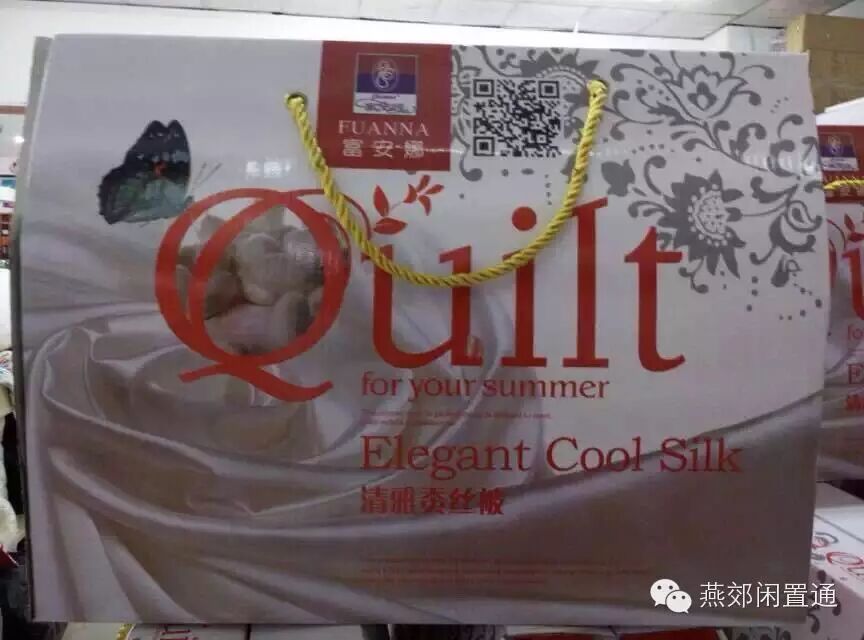 FUANNA
富安娜
Quilt
for your summer
Elegant Cool Silk
清雅蚕丝被
燕郊闲置通